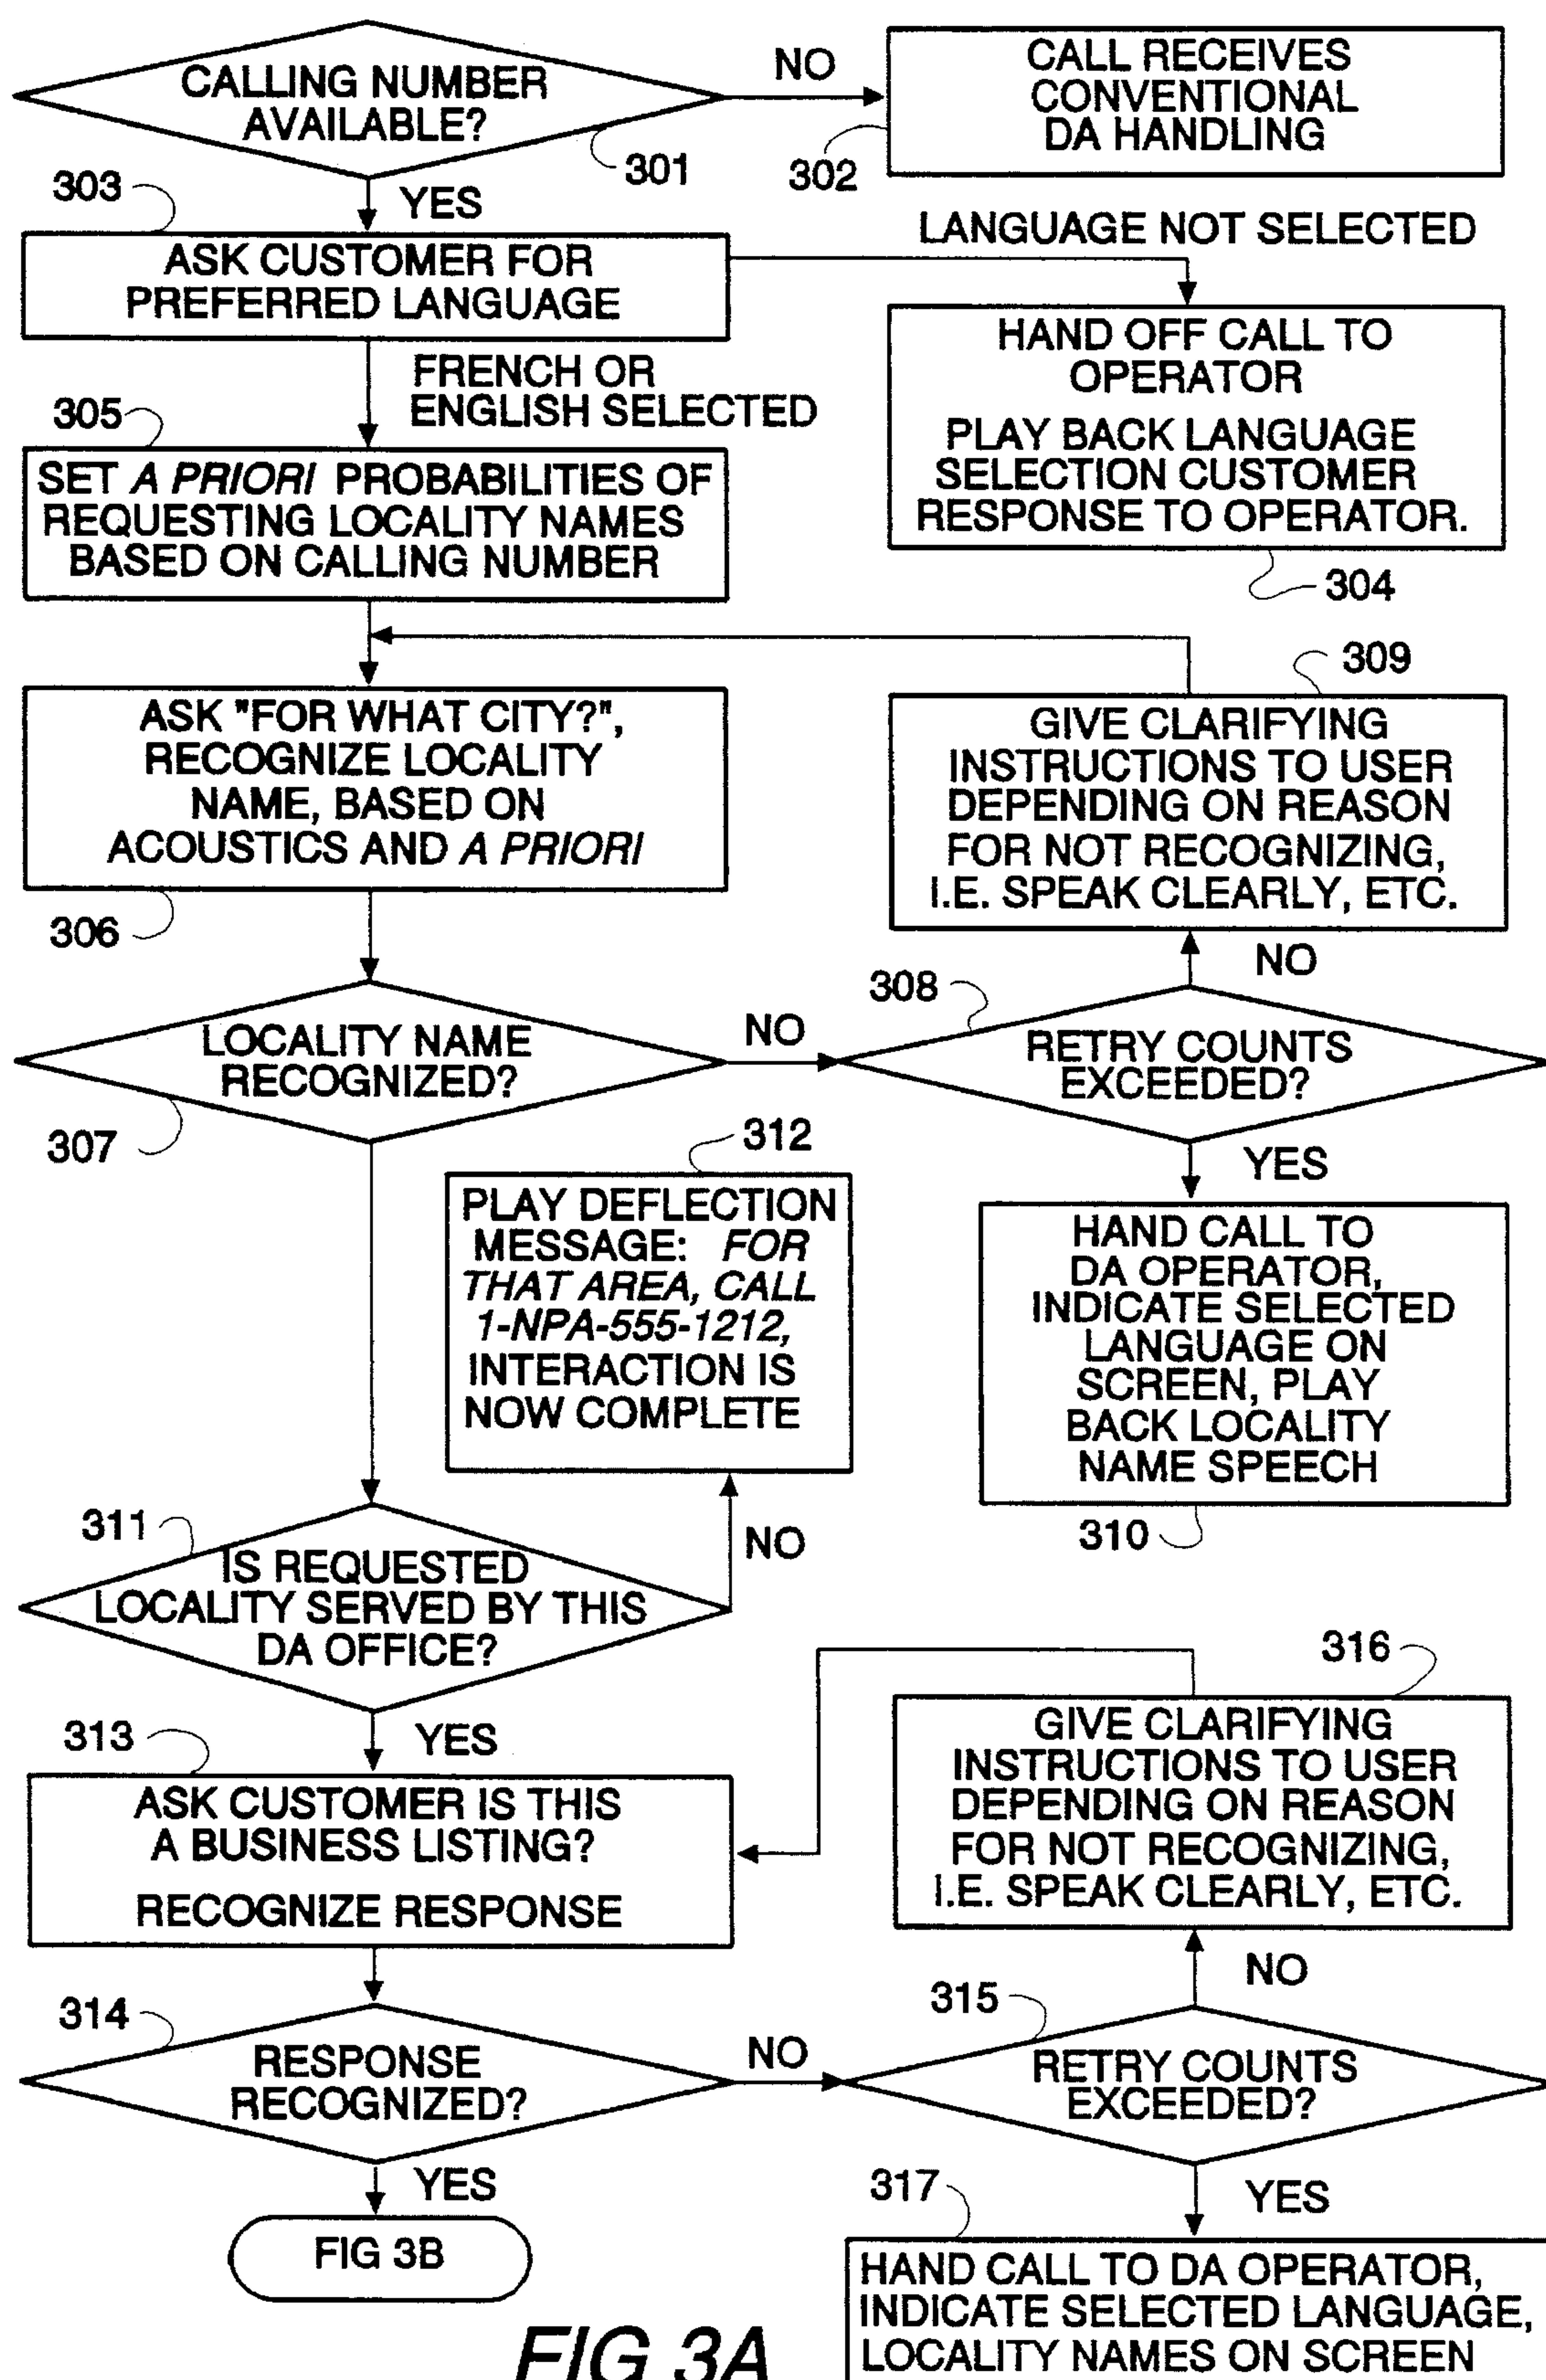 CALLING NUMBER
AVAILABLE?
301
NO
CALL RECEIVES
CONVENTIONAL
DA HANDLING
302
YES
303
ASK CUSTOMER FOR
PREFERRED LANGUAGE
LANGUAGE NOT SELECTED
HAND OFF CALL TO
OPERATOR
PLAY BACK LANGUAGE
SELECTION CUSTOMER
RESPONSE TO OPERATOR.
304
FRENCH OR
ENGLISH SELECTED
305
SET A PRIORI PROBABILITIES OF
REQUESTING LOCALITY NAMES
BASED ON CALLING NUMBER
ASK "FOR WHAT CITY?",
RECOGNIZE LOCALITY
NAME, BASED ON
ACOUSTICS AND A PRIORI
306
309
GIVE CLARIFYING
INSTRUCTIONS TO USER
DEPENDING ON REASON
FOR NOT RECOGNIZING,
I.E. SPEAK CLEARLY, ETC.
NO
LOCALITY NAME
RECOGNIZED?
307
NO
308
RETRY COUNTS
EXCEEDED?
YES
HAND CALL TO
DA OPERATOR,
INDICATE SELECTED
LANGUAGE ON
SCREEN, PLAY
BACK LOCALITY
NAME SPEECH
310
312
PLAY DEFLECTION
MESSAGE: FOR
THAT AREA, CALL
1-NPA-555-1212,
INTERACTION IS
NOW COMPLETE
NO
311
IS REQUESTED
LOCALITY SERVED BY THIS
DA OFFICE?
YES
313
ASK CUSTOMER IS THIS
A BUSINESS LISTING?
RECOGNIZE RESPONSE
316
GIVE CLARIFYING
INSTRUCTIONS TO USER
DEPENDING ON REASON
FOR NOT RECOGNIZING,
I.E. SPEAK CLEARLY, ETC.
NO
314
RESPONSE
RECOGNIZED?
NO
315
RETRY COUNTS
EXCEEDED?
YES
FIG 3B
YES
317
HAND CALL TO DA OPERATOR,
INDICATE SELECTED LANGUAGE,
LOCALITY NAMES ON SCREEN
FIG 3A